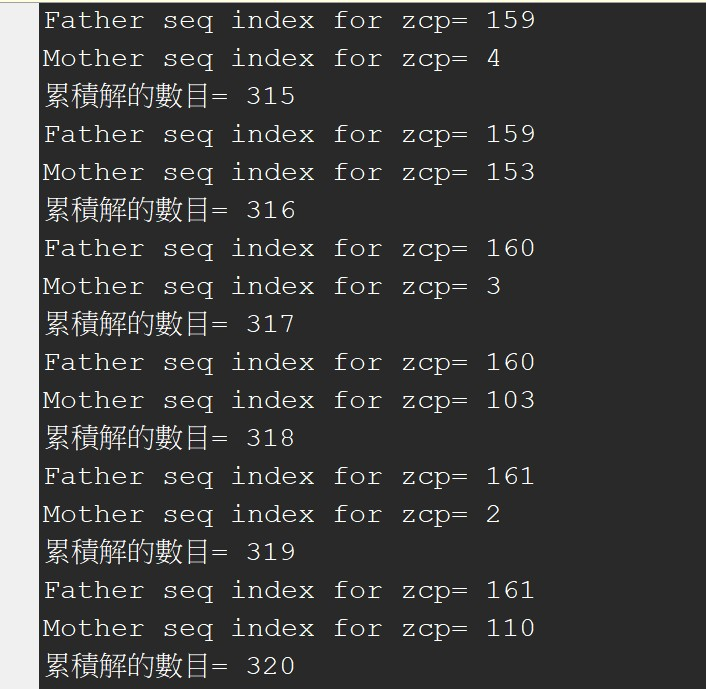 Father seq index for zcp= 159
Mother seq index for zcp= 4
累積解的數目= 315
Father seq index for zcp= 159
Mother seq index for zcp= 153
累積解的數目= 316
Father seq index for zcp= 160
Mother seq index for zcp= 3
累積解的數目= 317
Father seq index for zcp= 160
Mother seq index for zcp= 103
累積解的數目= 318
Father seq index for zcp= 161
Mother seq index for zcp= 2
累積解的數目= 319
Father seq index for zcp= 161
Mother seq index for zcp= 110
累積解的數目= 320